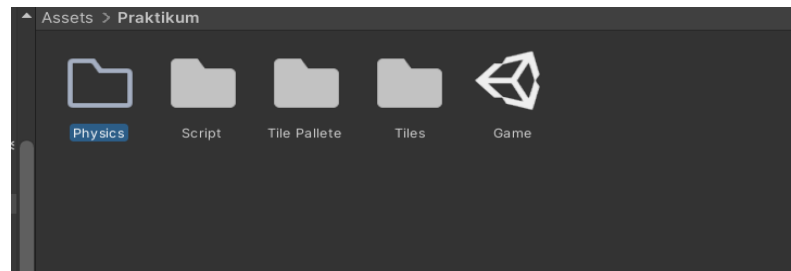 Assets > Praktikum
Physics
Script
Tile Pallete
Tiles
Game